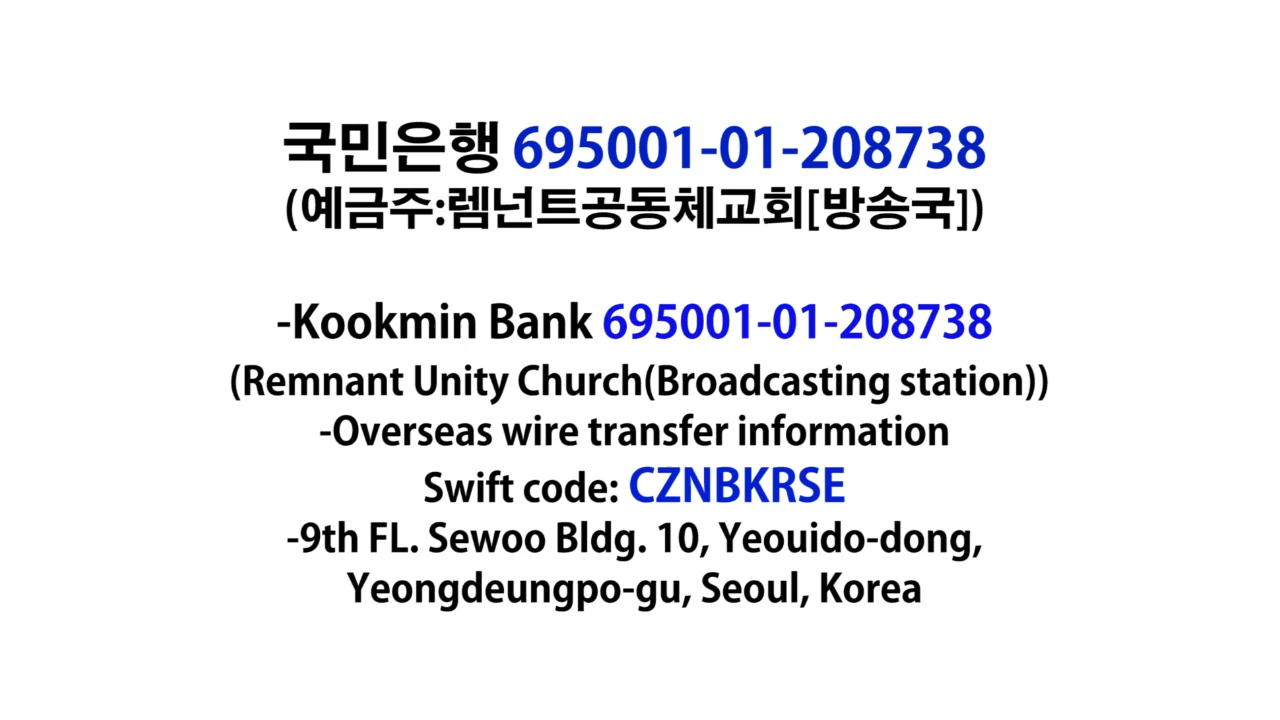 국민은행 695001-01-208738
(예금주:렘넌트공동체교회[방송국])
-Kookmin Bank 695001-01-208738
(Remnant Unity Church(Broadcasting station))
-Overseas wire transfer information
Swift code: CZNBKRSE
-9th FL. Sewoo Bldg. 10, Yeouido-dong,
Yeongdeungpo-gu, Seoul, Korea